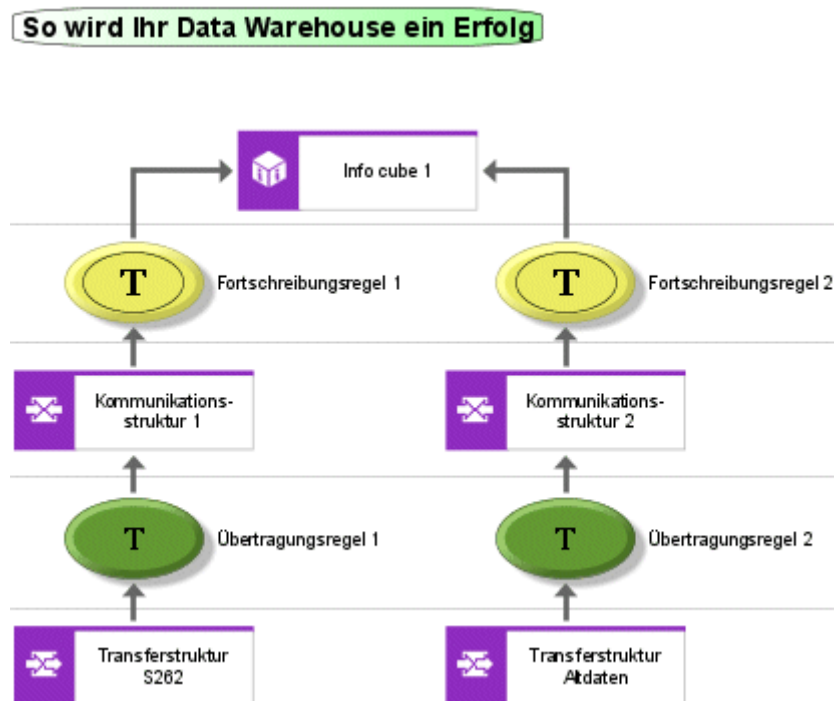 So wird Ihr Data Warehouse ein Erfolg
Info cube 1
T
Fortschreibungsregel 1
T
Fortschreibungsregel 2
Kommunikations-
struktur 1
Kommunikations-
struktur 2
T
Übertragungsregel 1
T
Übertragungsregel 2
Transferstruktur
S262
Transferstruktur
Altdaten